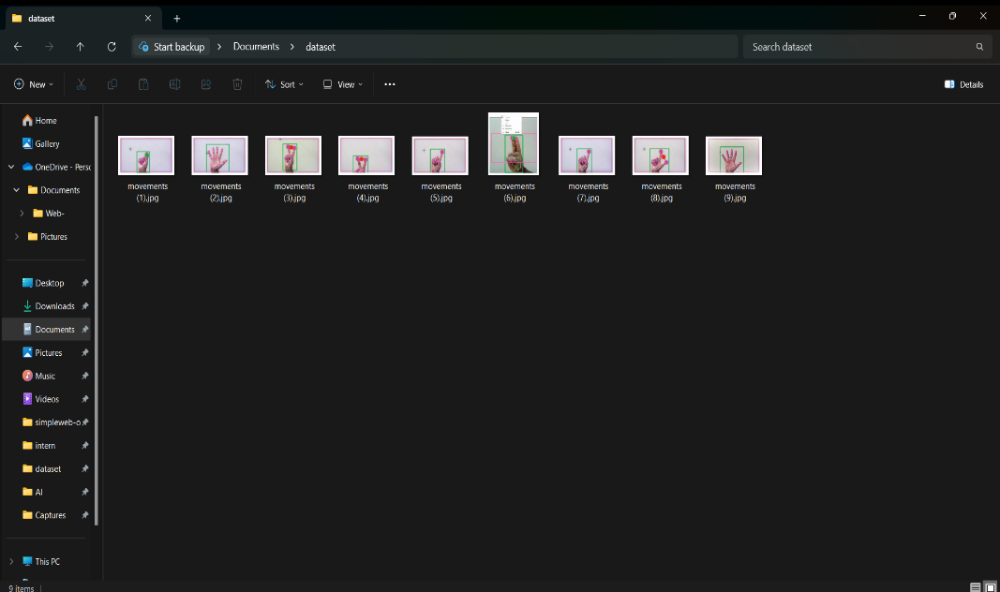 dataset
Start backup > Documents > dataset
Search dataset
New
Sort
View
Details
Home
Gallery
OneDrive - Perso
Documents
Web-
Pictures
Desktop
Downloads
Documents
Pictures
Music
Videos
simpleweb-o
intern
dataset
AI
Captures
This PC
movements
(1).jpg
movements
(2).jpg
movements
(3).jpg
movements
(4).jpg
movements
(5).jpg
movements
(6).jpg
movements
(7).jpg
movements
(8).jpg
movements
(9).jpg
9 items